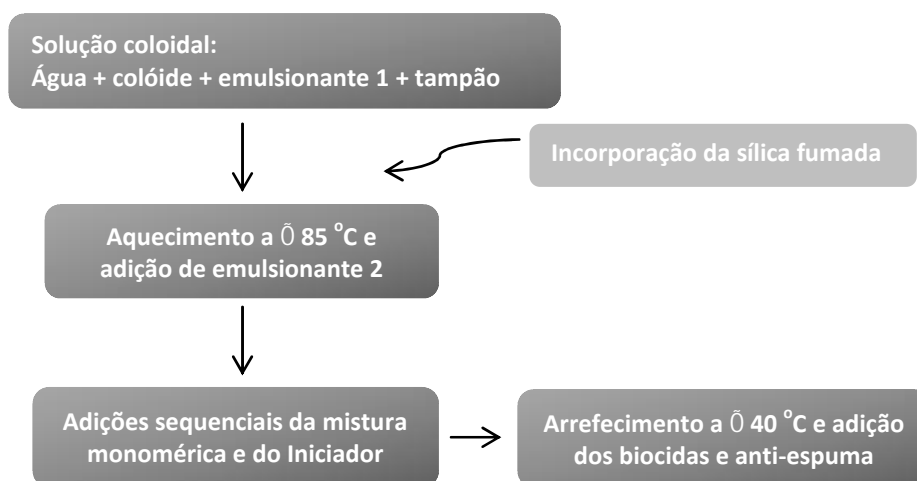 Solução coloidal:
Água + colóide + emulsionante 1 + tampão
Incorporação da sílica fumada
Aquecimento a Õ 85 °C e
adição de emulsionante 2
Adições sequenciais da mistura
monomérica e do Iniciador
Arrefecimento a Õ 40 °C e adição
dos biocidas e anti-espuma